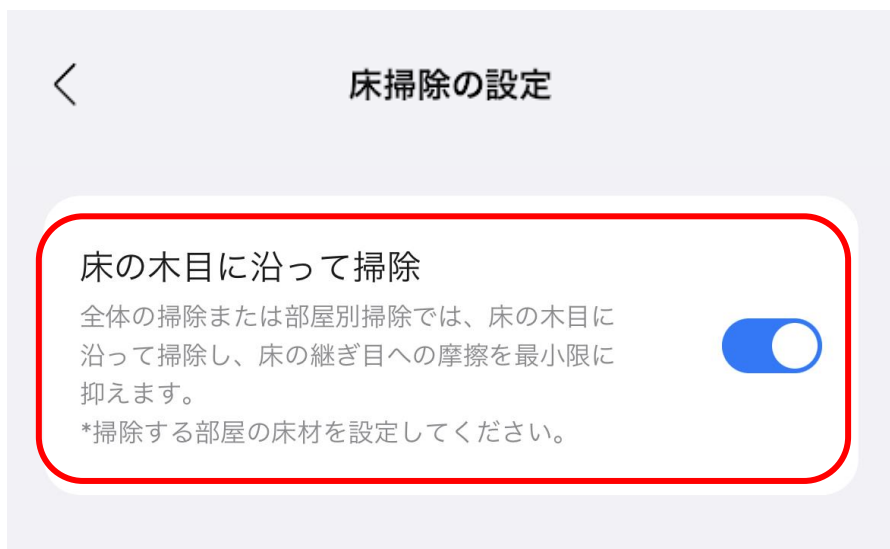 床掃除の設定
床の木目に沿って掃除
全体の掃除または部屋別掃除では、床の木目に
沿って掃除し、床の継ぎ目への摩擦を最小限に
抑えます。
*掃除する部屋の床材を設定してください。